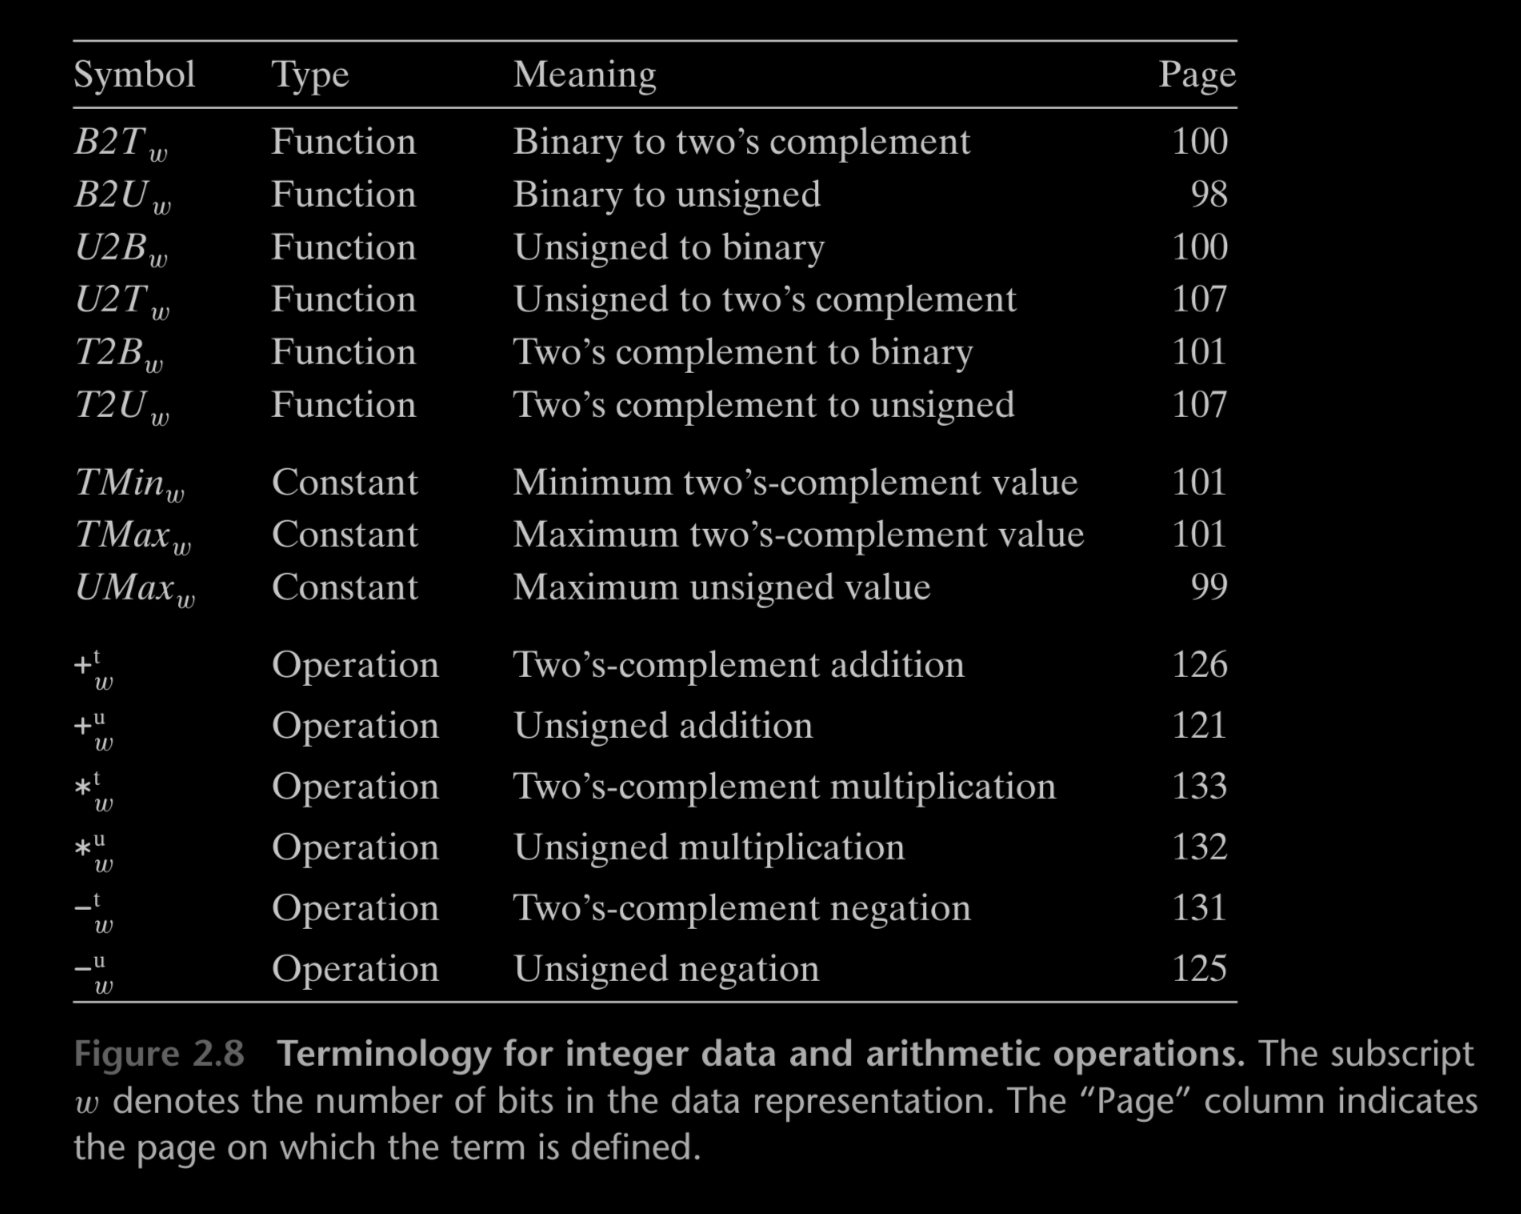 Symbol Type Meaning Page
B2T_w Function Binary to two’s complement 100
B2U_w Function Binary to unsigned 98
U2B_w Function Unsigned to binary 100
U2T_w Function Unsigned to two’s complement 107
T2B_w Function Two’s complement to binary 101
T2U_w Function Two’s complement to unsigned 107
TMin_w Constant Minimum two’s-complement value 101
TMax_w Constant Maximum two’s-complement value 101
UMax_w Constant Maximum unsigned value 99
+^t_w Operation Two’s-complement addition 126
+^u_w Operation Unsigned addition 121
*^t_w Operation Two’s-complement multiplication 133
*^u_w Operation Unsigned multiplication 132
-^t_w Operation Two’s-complement negation 131
-^u_w Operation Unsigned negation 125
Figure 2.8 Terminology for integer data and arithmetic operations. The subscript
w denotes the number of bits in the data representation. The “Page” column indicates
the page on which the term is defined.